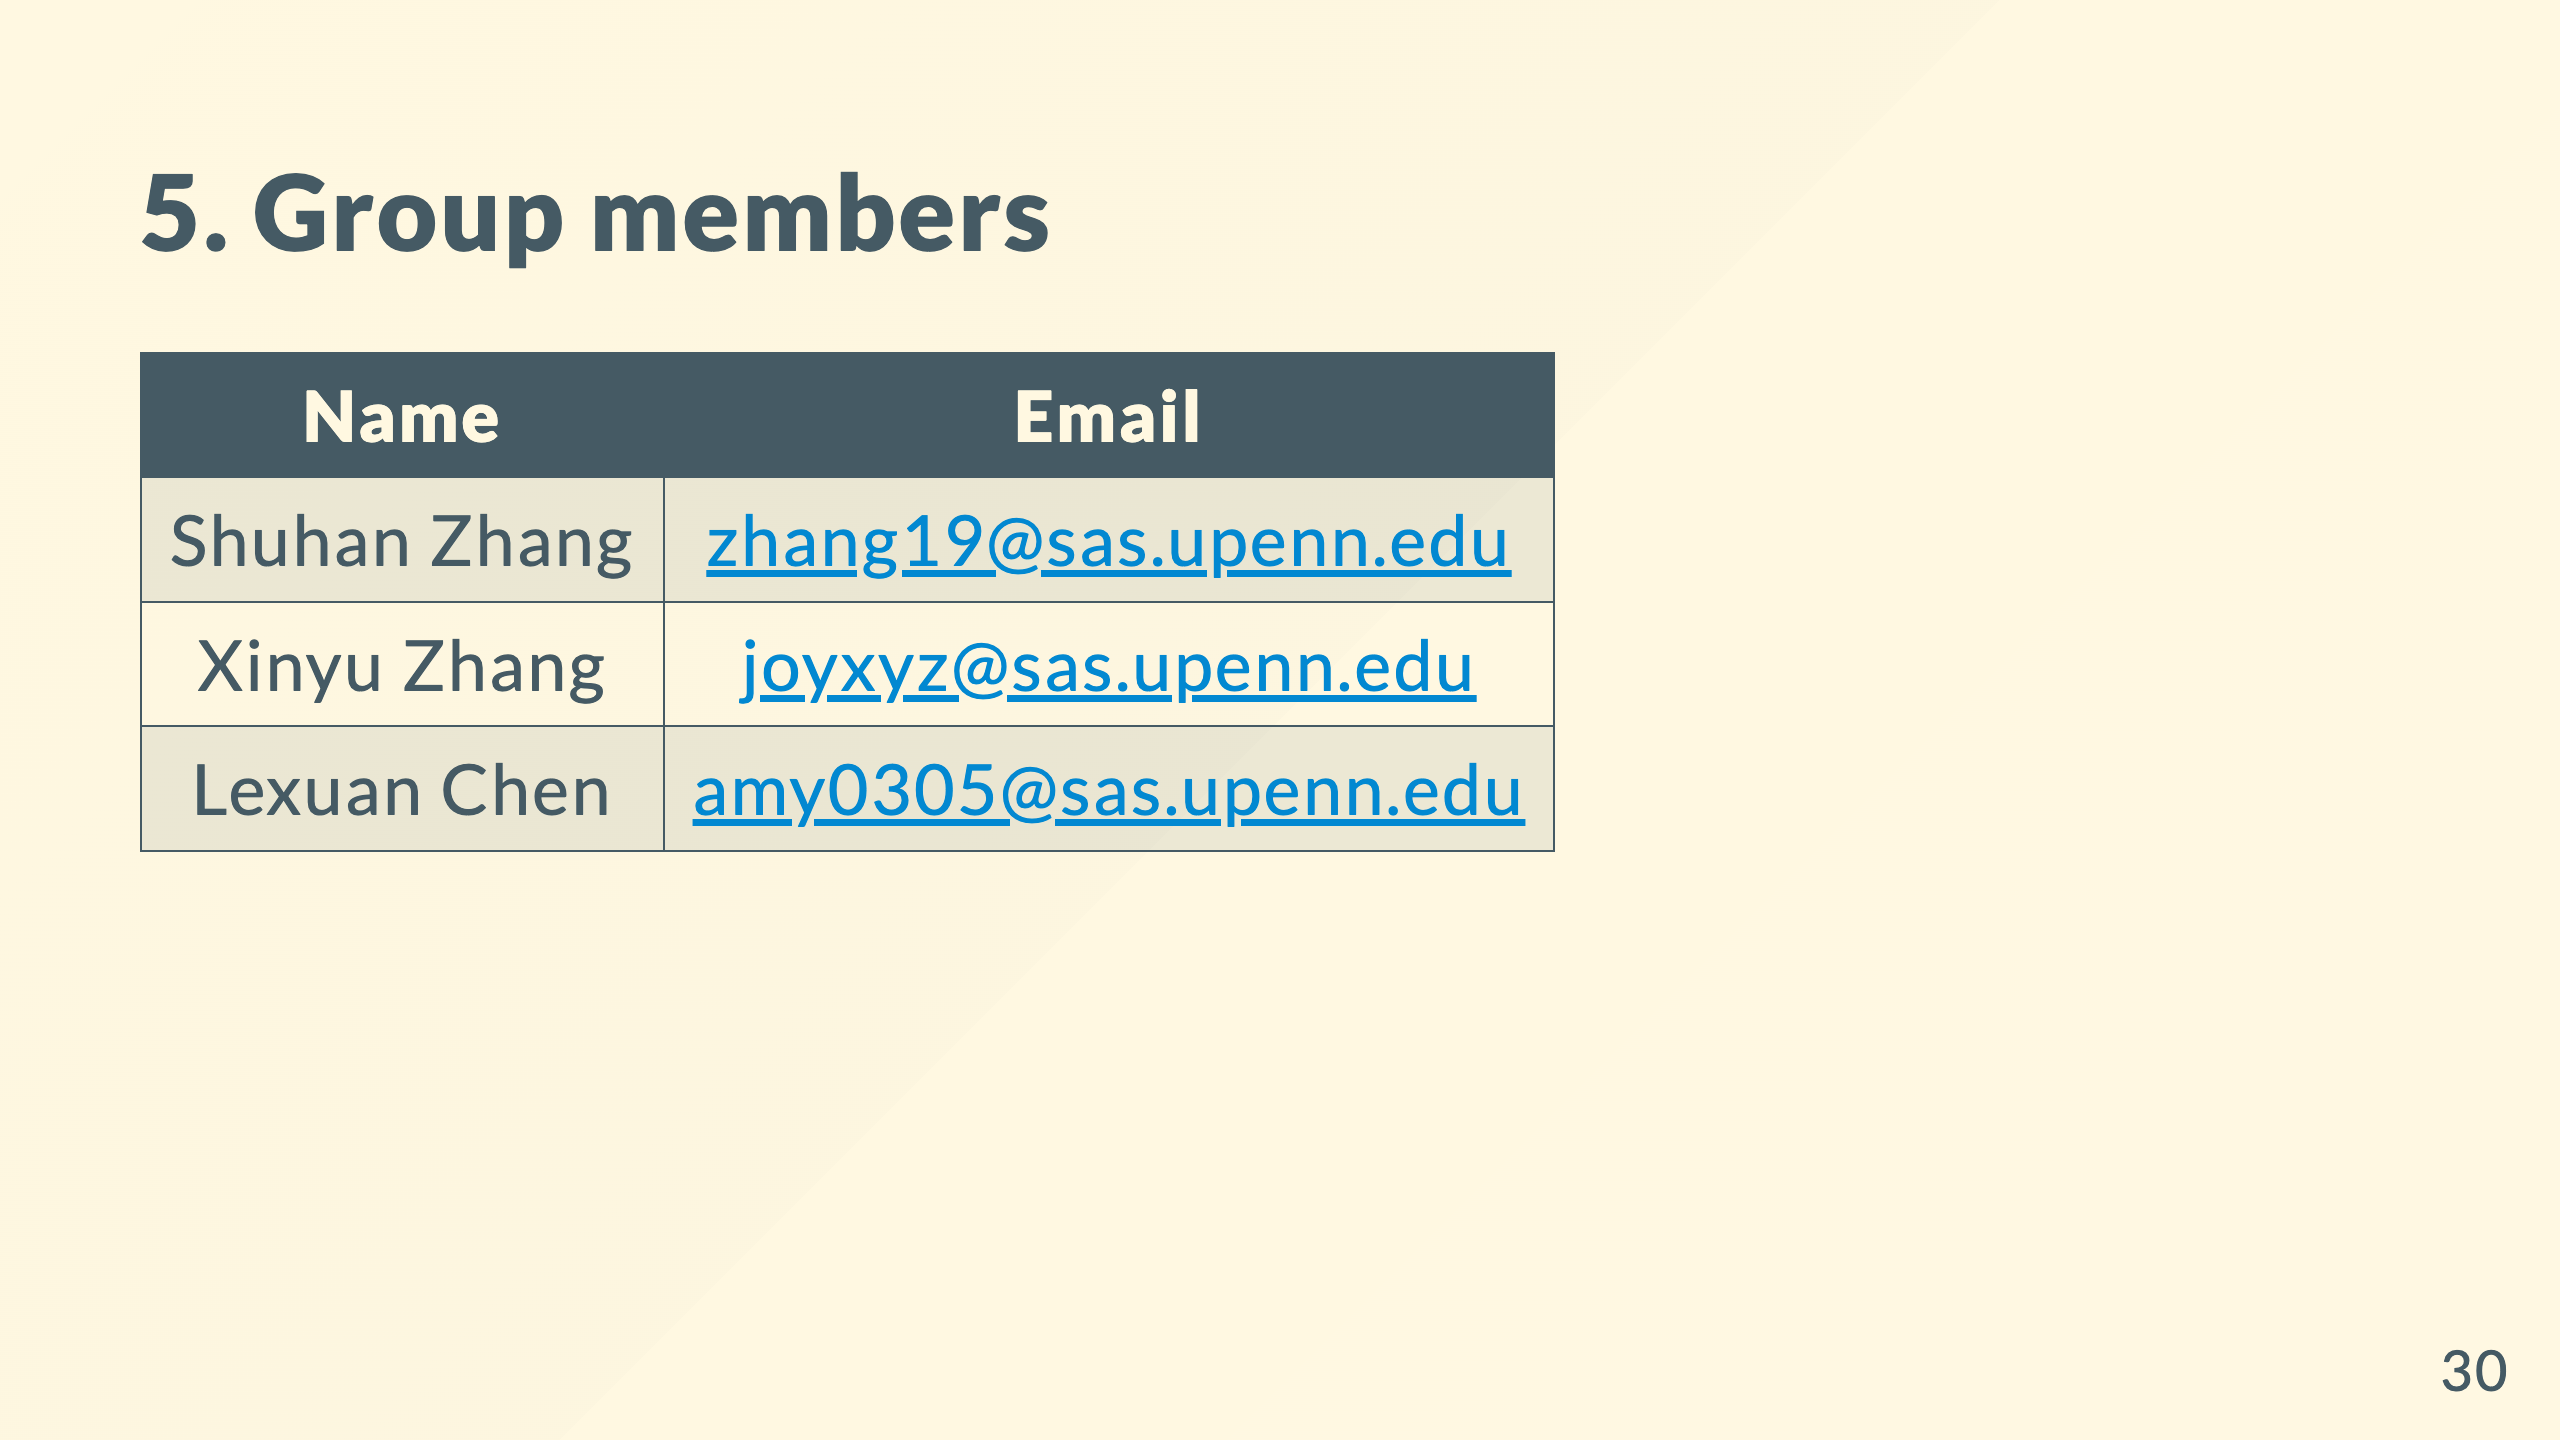 5. Group members
Name Email
Shuhan Zhang zhang19@sas.upenn.edu
Xinyu Zhang joyxyz@sas.upenn.edu
Lexuan Chen amy0305@sas.upenn.edu
30